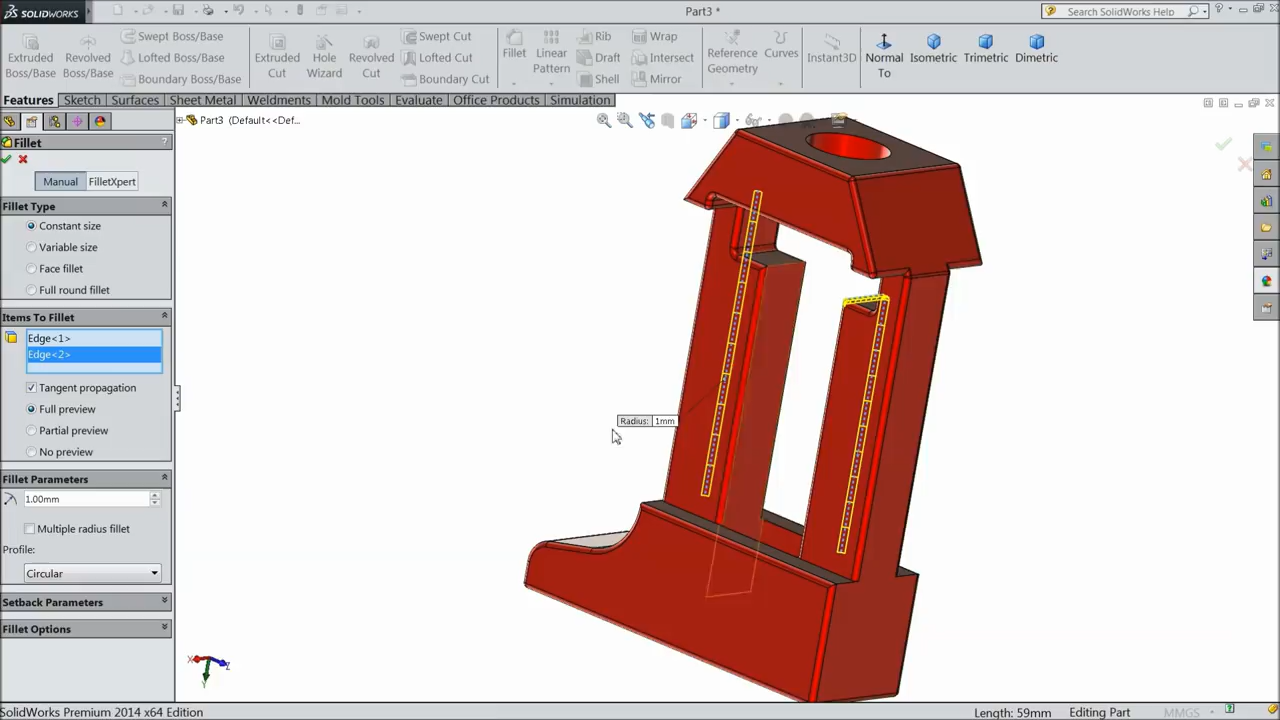 SOLIDWORKS
Part3 *
Search SolidWorks Help
Extruded Boss/Base
Revolved Boss/Base
Swept Boss/Base
Lofted Boss/Base
Boundary Boss/Base
Extruded Cut
Hole Wizard
Revolved Cut
Swept Cut
Lofted Cut
Boundary Cut
Fillet
Linear Pattern
Rib
Draft
Shell
Wrap
Intersect
Mirror
Reference Geometry
Curves
Instant3D
Normal To
Isometric
Trimetric
Dimetric
Features Sketch Surfaces Sheet Metal Weldments Mold Tools Evaluate Office Products Simulation
Part3 (Default<<Def...
Fillet ?
Manual FilletXpert
Fillet Type
Constant size
Variable size
Face fillet
Full round fillet
Items To Fillet
Edge<1>
Edge<2>
Tangent propagation
Full preview
Partial preview
No preview
Fillet Parameters
1.00mm
Multiple radius fillet
Profile:
Circular
Setback Parameters
Fillet Options
Radius: 1mm
X Z
Y
SolidWorks Premium 2014 x64 Edition
Length: 59mm Editing Part MMGS